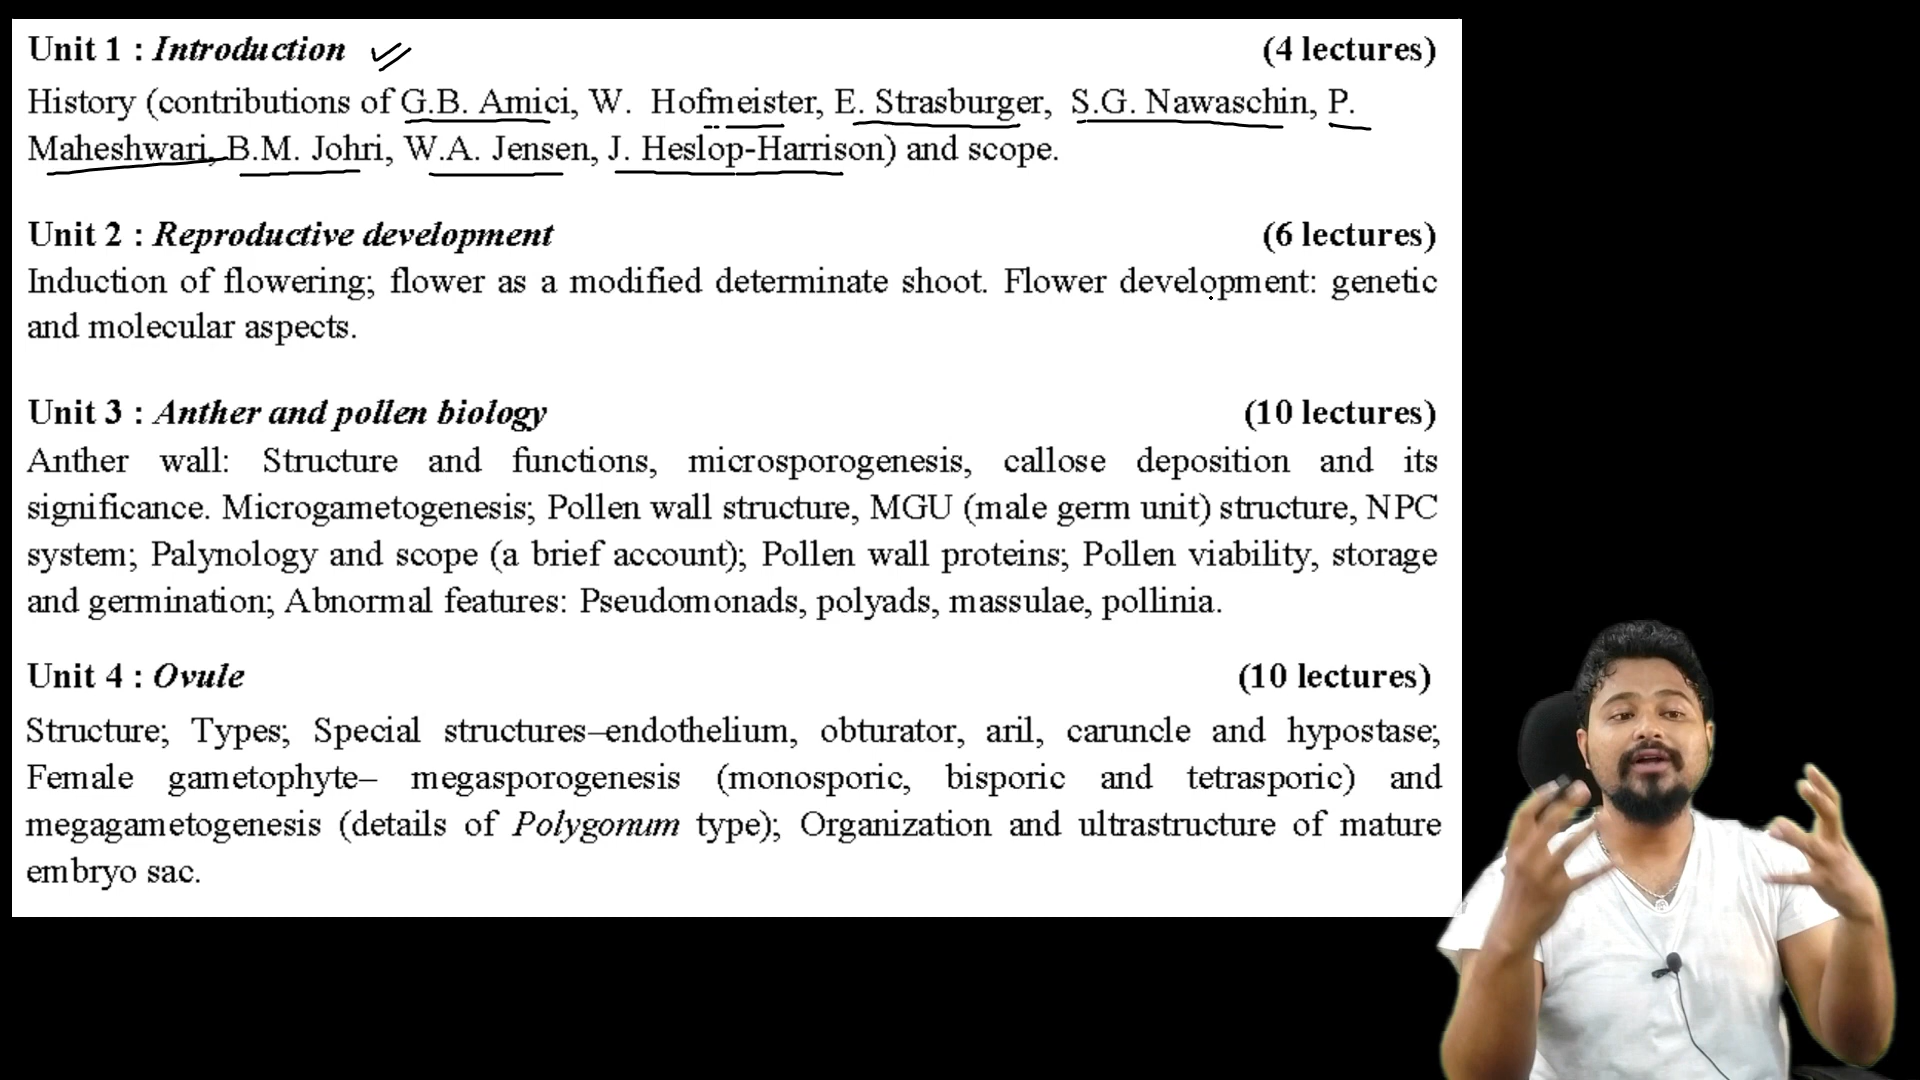 Unit 1 : Introduction (4 lectures)
History (contributions of G.B. Amici, W. Hofmeister, E. Strasburger, S.G. Nawaschin, P.
Maheshwari, B.M. Johri, W.A. Jensen, J. Heslop-Harrison) and scope.
Unit 2 : Reproductive development (6 lectures)
Induction of flowering; flower as a modified determinate shoot. Flower development: genetic
and molecular aspects.
Unit 3 : Anther and pollen biology (10 lectures)
Anther wall: Structure and functions, microsporogenesis, callose deposition and its
significance. Microgametogenesis; Pollen wall structure, MGU (male germ unit) structure, NPC
system; Palynology and scope (a brief account); Pollen wall proteins; Pollen viability, storage
and germination; Abnormal features: Pseudomonads, polyads, massulae, pollinia.
Unit 4 : Ovule (10 lectures)
Structure; Types; Special structures–endothelium, obturator, aril, caruncle and hypostase;
Female gametophyte– megasporogenesis (monosporic, bisporic and tetrasporic) and
megagametogenesis (details of Polygonum type); Organization and ultrastructure of mature
embryo sac.